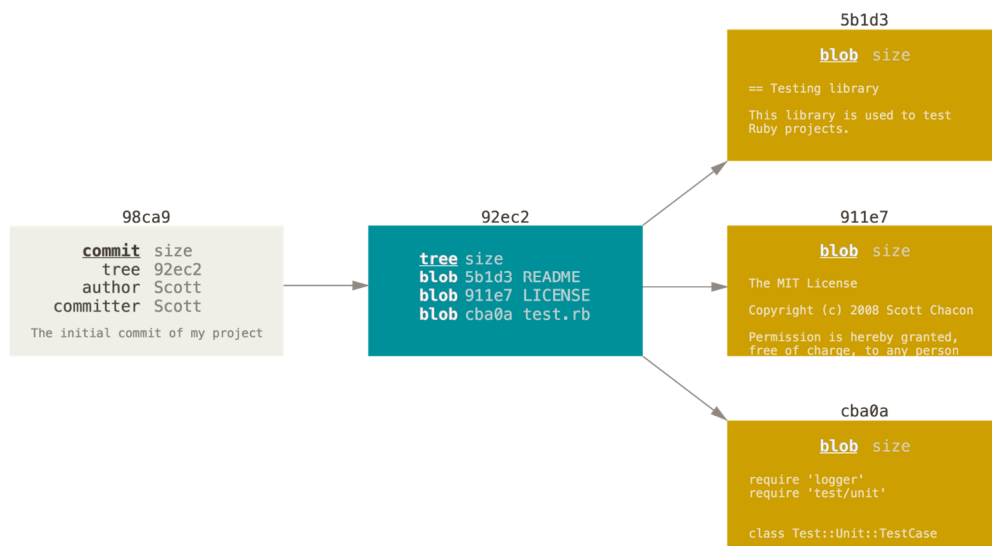 98ca9
commit size
tree 92ec2
author Scott
committer Scott
The initial commit of my project
92ec2
tree size
blob 5b1d3 README
blob 911e7 LICENSE
blob cba0a test.rb
5b1d3
blob size
== Testing library
This library is used to test
Ruby projects.
911e7
blob size
The MIT License
Copyright (c) 2008 Scott Chacon
Permission is hereby granted,
free of charge, to any person
cba0a
blob size
require 'logger'
require 'test/unit'
class Test::Unit::TestCase